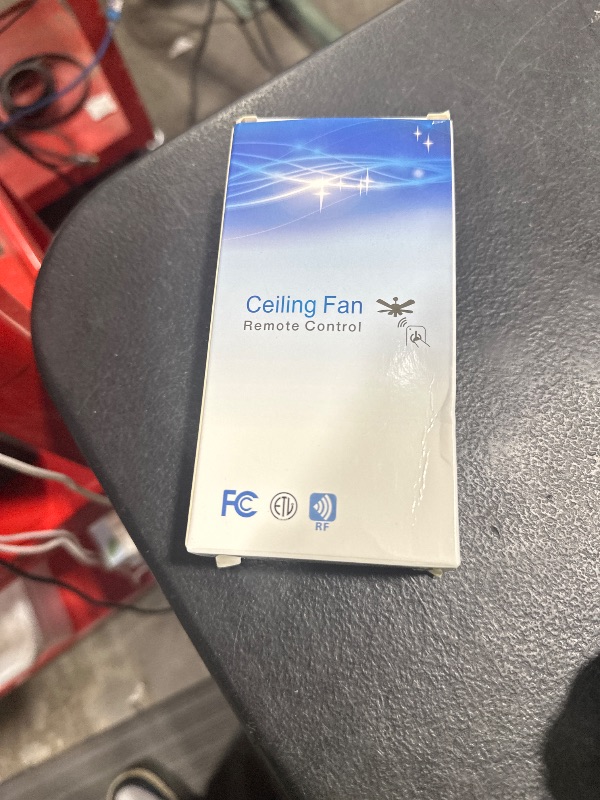 Ceiling Fan
Remote Control
FC
ETL
RF